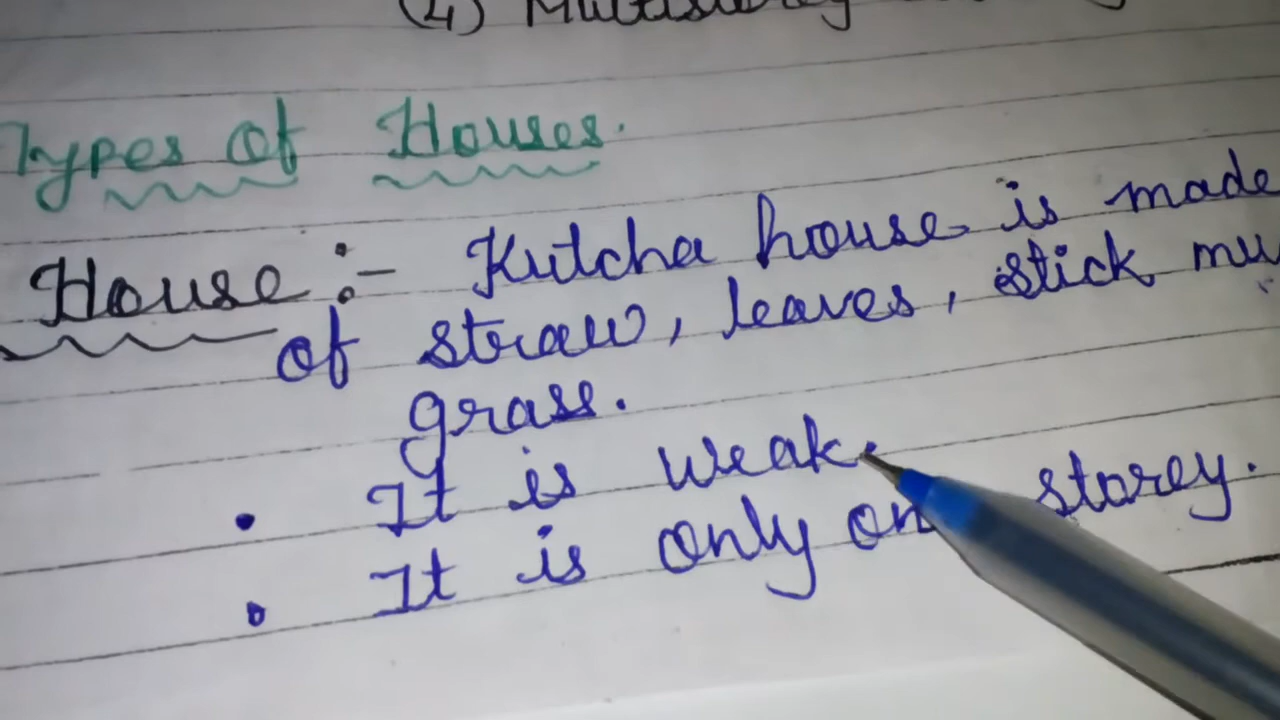 (4)
Types of Houses.
House :- Kutcha house is made
of straw, leaves, stick
grass.
• It is weak.
• It is only storey.